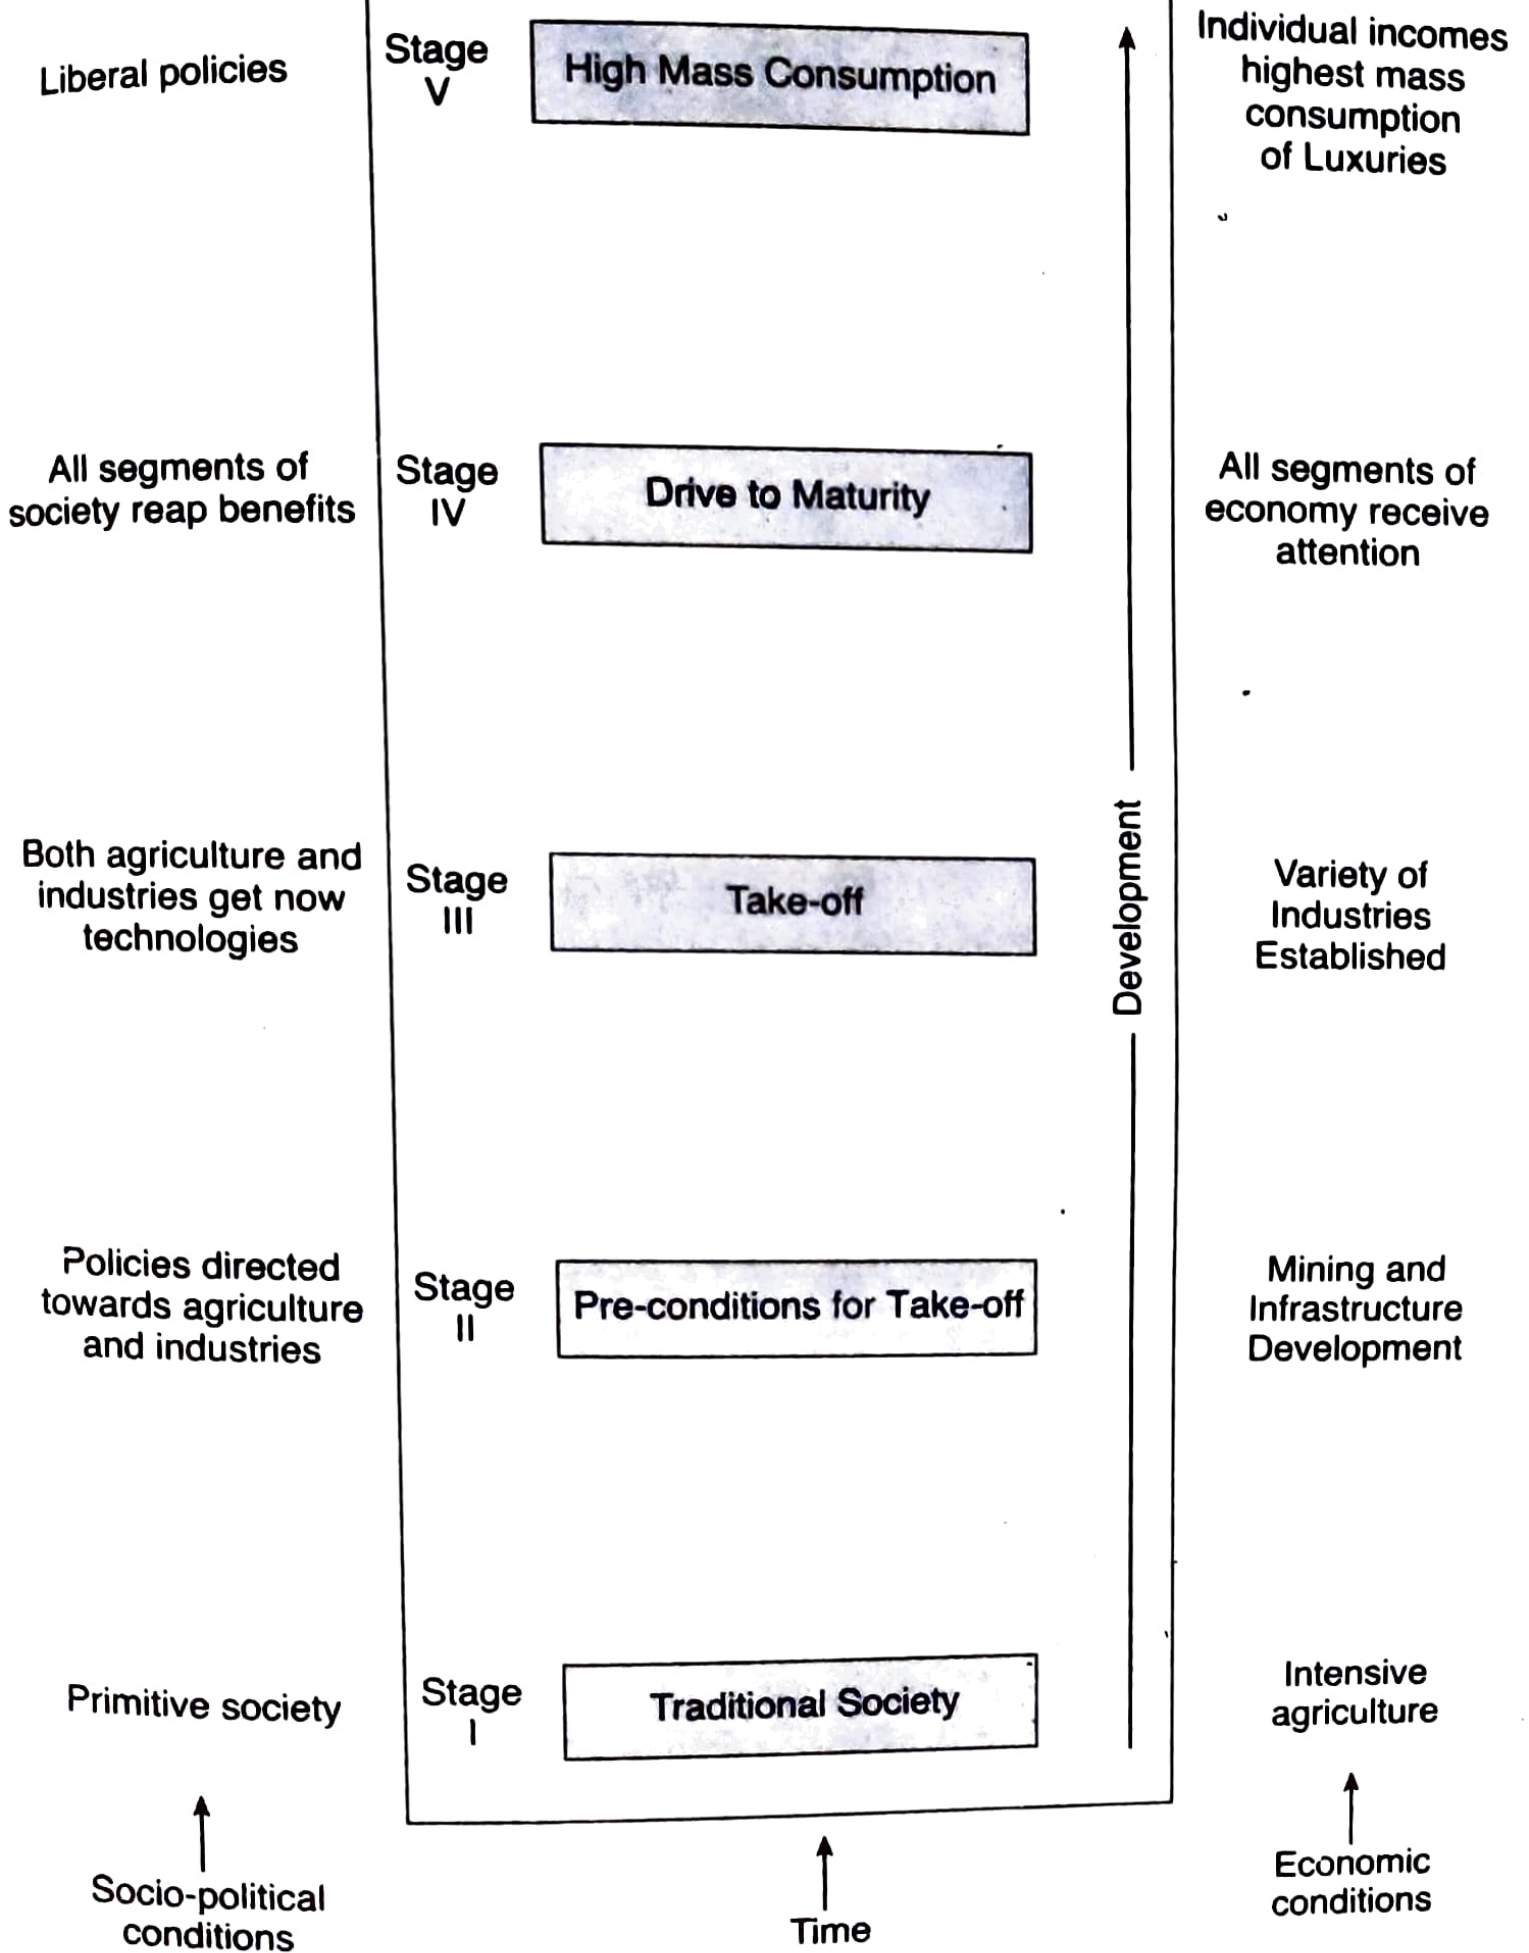 Liberal policies
Stage
V
High Mass Consumption
Individual incomes
highest mass
consumption
of Luxuries
All segments of
society reap benefits
Stage
IV
Drive to Maturity
All segments of
economy receive
attention
Both agriculture and
industries get now
technologies
Stage
III
Take-off
Development
Variety of
Industries
Established
Policies directed
towards agriculture
and industries
Stage
II
Pre-conditions for Take-off
Mining and
Infrastructure
Development
Primitive society
Stage
I
Traditional Society
Intensive
agriculture
Socio-political
conditions
Time
Economic
conditions